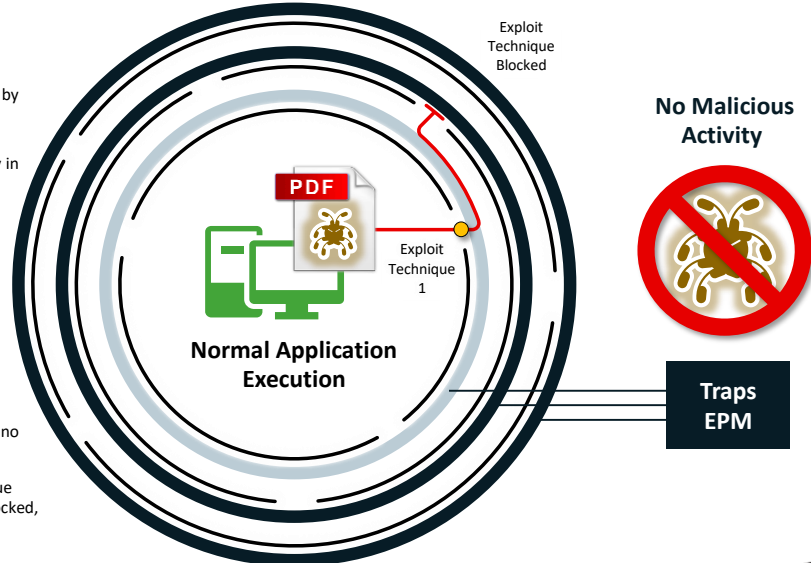 Exploit
Technique
Blocked
by
in
No Malicious
Activity
PDF
Exploit
Technique
1
Normal Application
Execution
Traps
EPM
no
ue
ocked,